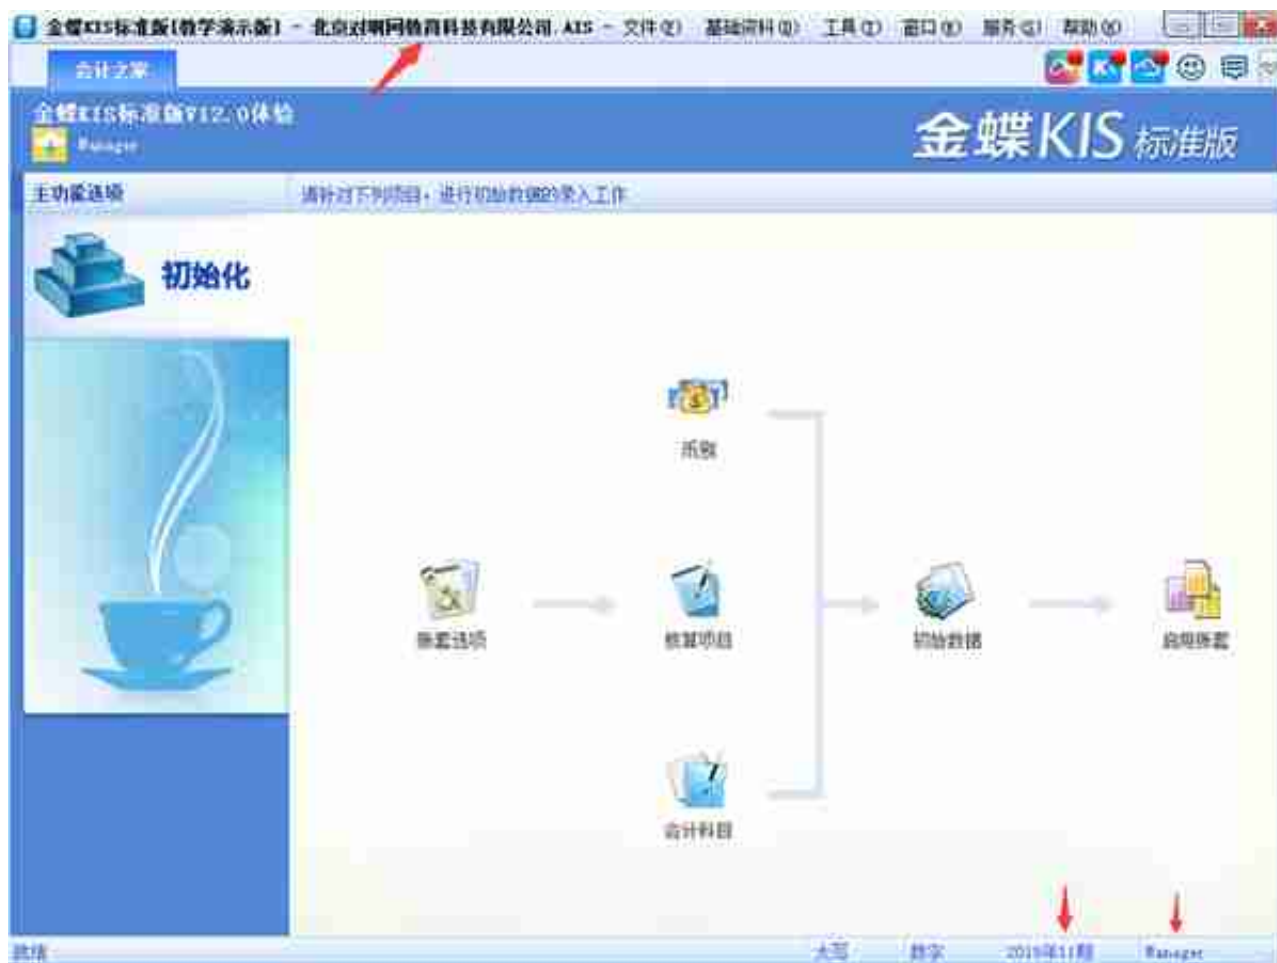 金蝶KIS标准版(教学演示版) - 北京对啊网教育科技有限公司.AIS - 文件(F) 基础资料(D) 工具(T) 窗口(W) 服务(G) 帮助(H)
会计之家
金蝶KIS标准版V12.0体验
Manager
金蝶KIS 标准版
主功能选项
请针对下列项目，进行初始数据的录入工作
初始化
币别
账套选项
核算项目
初始数据
启用账套
会计科目
就绪
大写
数字
Manager